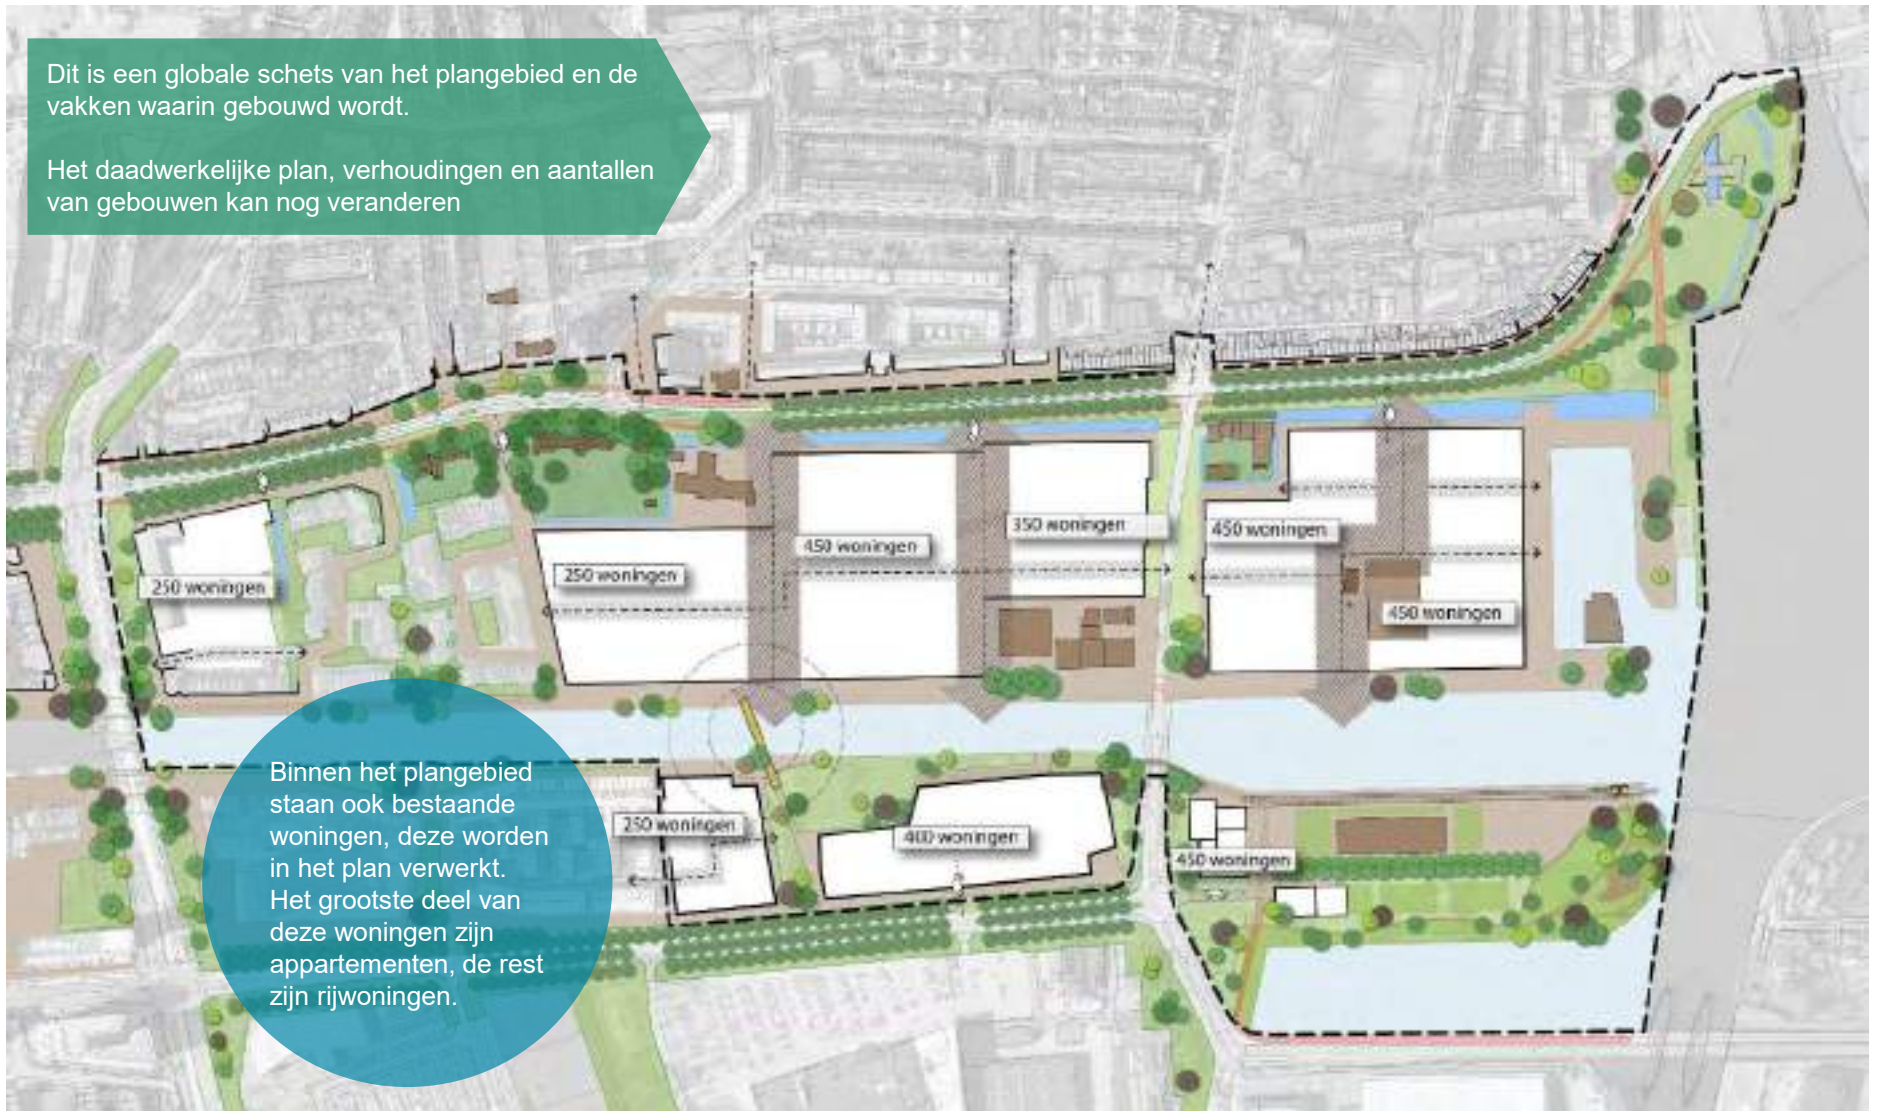 Dit is een globale schets van het plangebied en de
vakken waarin gebouwd wordt.
Het daadwerkelijke plan, verhoudingen en aantallen
van gebouwen kan nog veranderen
350 woningen
450 woningen
450 woningen
250 woningen
250 woningen
450 woningen
Binnen het plangebied
staan ook bestaande
woningen, deze worden
in het plan verwerkt.
Het grootste deel van
deze woningen zijn
appartementen, de rest
zijn rijwoningen.
250 woningen
400 woningen
450 woningen